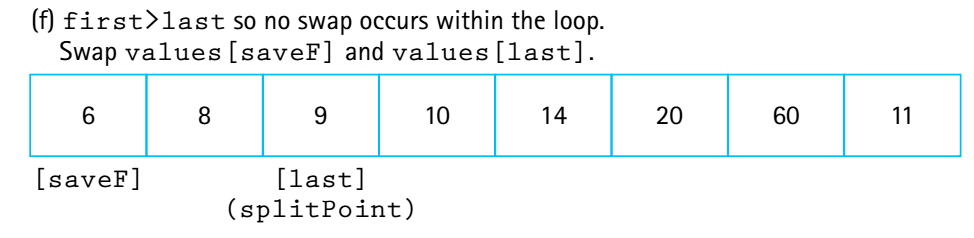 (f) first>last so no swap occurs within the loop.
Swap values[saveF] and values[last].
6 8 9 10 14 20 60 11
[saveF] [last]
(splitPoint)